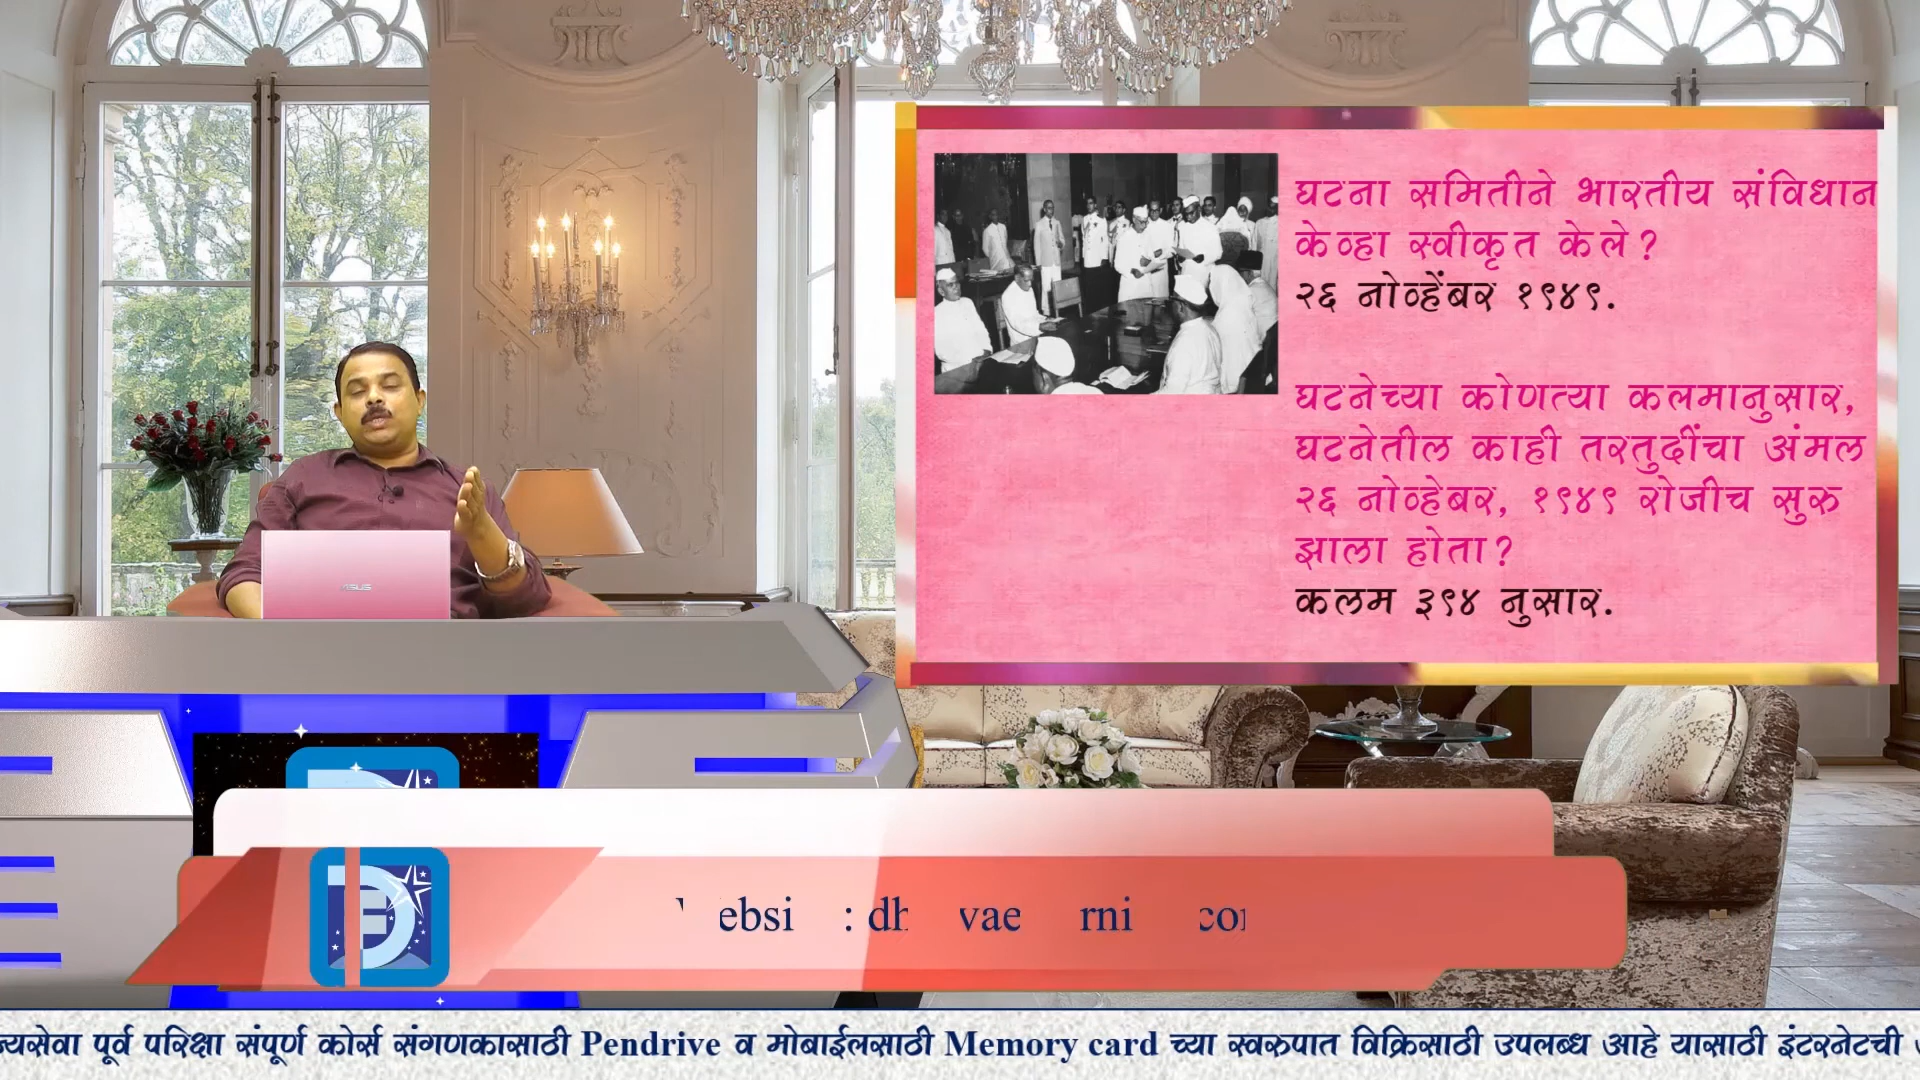 घटना समितीने भारतीय संविधान
केव्हा स्वीकृत केले?
२६ नोव्हेंबर १९४९.
घटनेच्या कोणत्या कलमानुसार,
घटनेतील काही तरतुदींचा अंमल
२६ नोव्हेबर, १९४९ रोजीच सुरु
झाला होता?
कलम ३९४ नुसार.
ASUS
पूर्व परिक्षा संपूर्ण कोर्स संगणकासाठी Pendrive व मोबाईलसाठी Memory card च्या स्वरुपात विक्रिसाठी उपलब्ध आहे यासाठी इंटरनेटची